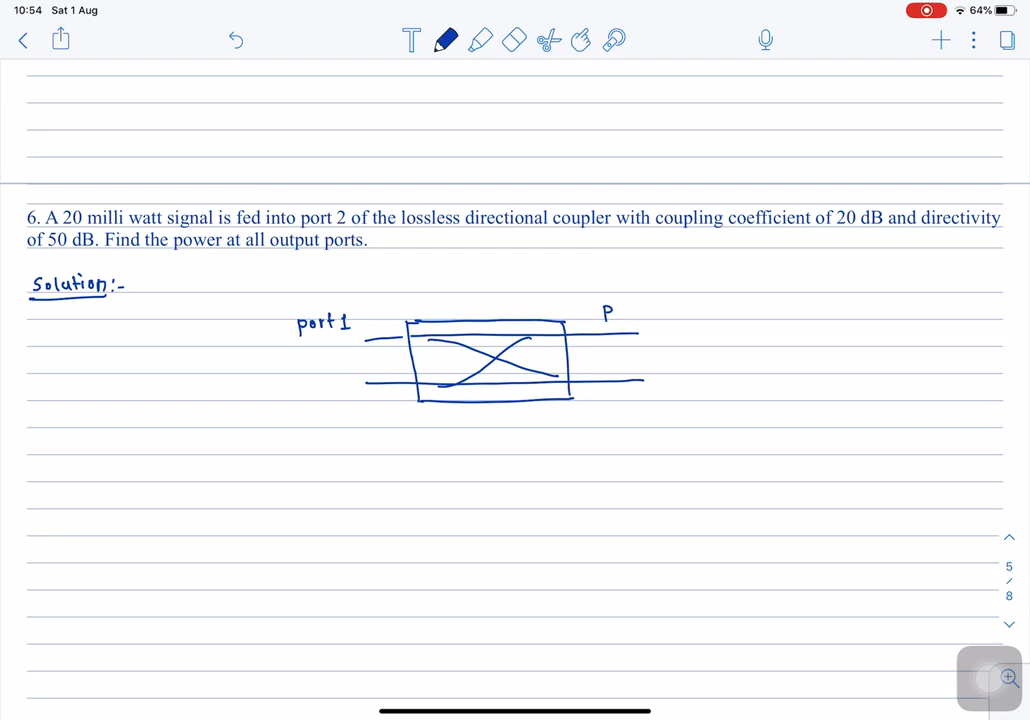 10:54 Sat 1 Aug
64%
T
6. A 20 milli watt signal is fed into port 2 of the lossless directional coupler with coupling coefficient of 20 dB and directivity
of 50 dB. Find the power at all output ports.
Solution:-
port 1
P
5
/
8